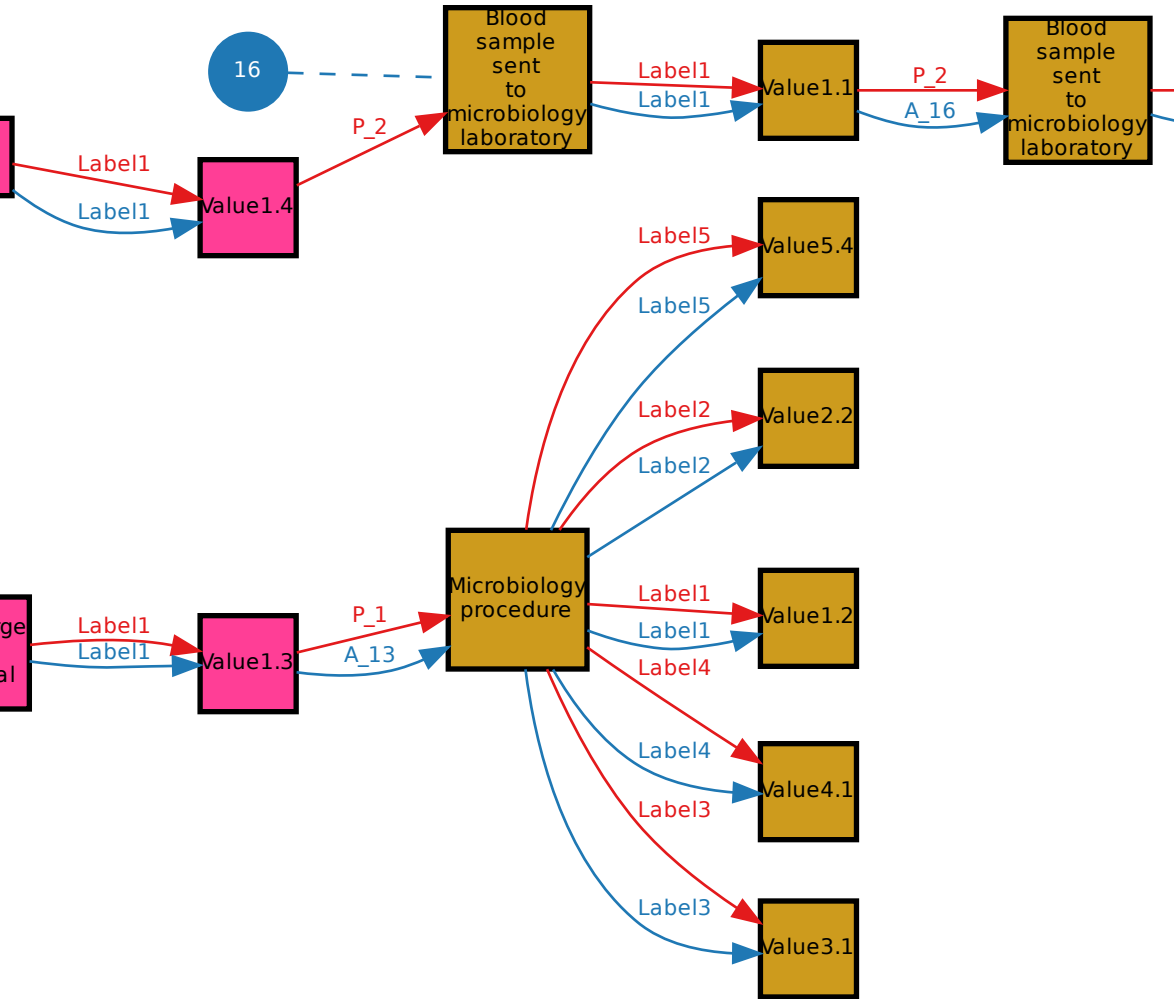 Blood
sample
sent
to
microbiology
laboratory
Blood
sample
sent
to
microbiology
laboratory
16
Label1
Label1
Value1.1
P_2
A_16
P_2
Label1
Label1
Value1.4
Label5
Label5
Value5.4
Label2
Label2
Value2.2
Microbiology
procedure
Label1
Label1
Value1.2
P_1
A_13
Label1
Label1
Value1.3
Label4
Label4
Value4.1
Label3
Label3
Value3.1